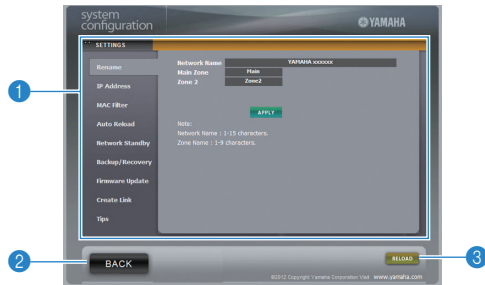 system
configuration
YAMAHA
SETTINGS
Rename
IP Address
MAC Filter
Auto Reload
Network Standby
Backup/Recovery
Firmware Update
Create Link
Tips
Network Name YAMAHA xxxxxx
Main Zone Main
Zone 2 Zone2
APPLY
Note:
Network Name : 1-15 characters.
Zone Name : 1-9 characters.
1
2
BACK
RELOAD
3
©2012 Copyright Yamaha Corporation Visit www.yamaha.com